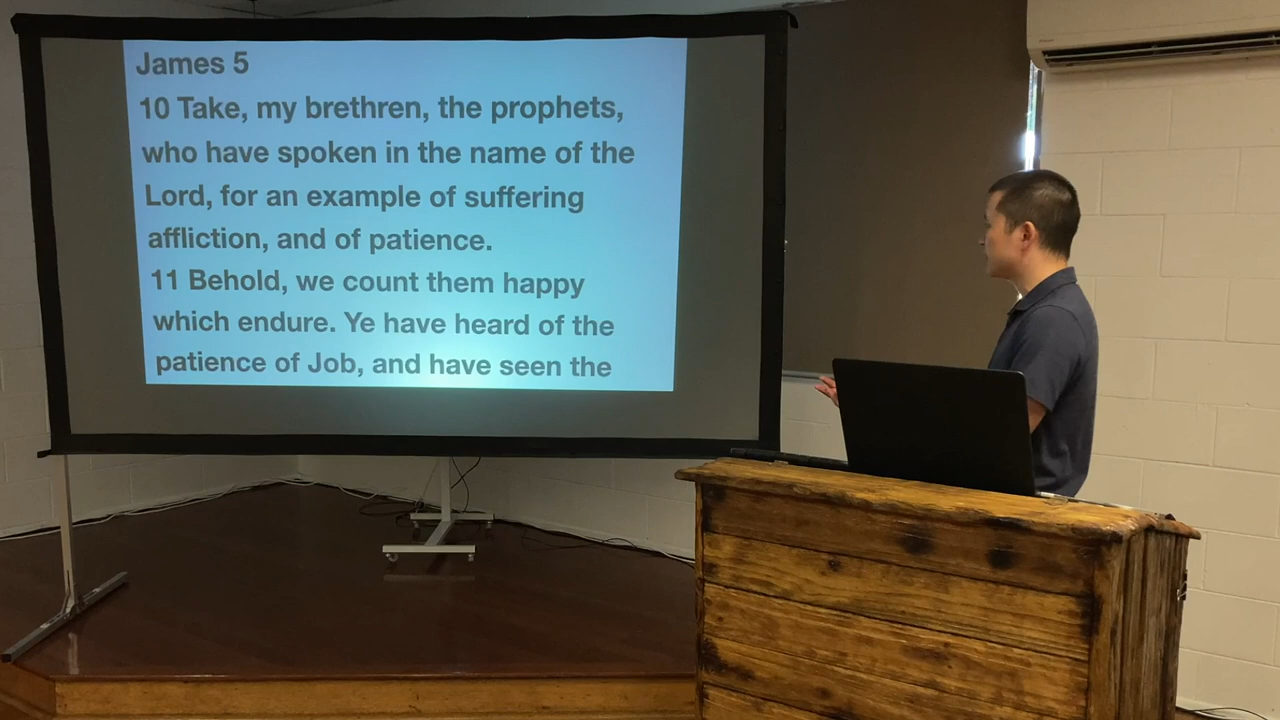 James 5
10 Take, my brethren, the prophets,
who have spoken in the name of the
Lord, for an example of suffering
affliction, and of patience.
11 Behold, we count them happy
which endure. Ye have heard of the
patience of Job, and have seen the